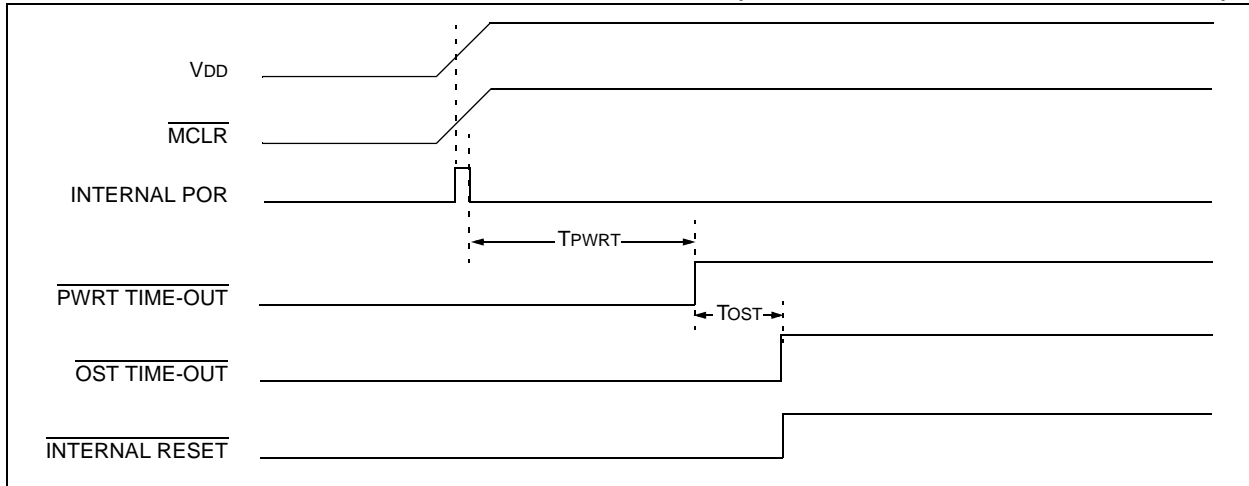 VDD
MCLR
INTERNAL POR
TPWRT
PWRT TIME-OUT
TOST
OST TIME-OUT
INTERNAL RESET